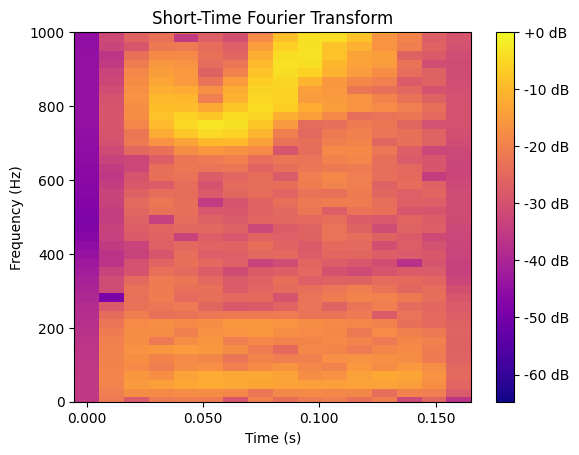 Short-Time Fourier Transform
1000
800
600
400
200
0
Frequency (Hz)
0.000
0.050
0.100
0.150
Time (s)
+0 dB
-10 dB
-20 dB
-30 dB
-40 dB
-50 dB
-60 dB